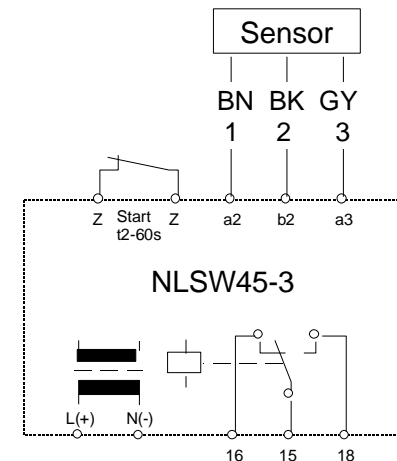 Sensor
BN BK GY
1 2 3
Z Start Z a2 b2 a3
t2-60s
NLSW45-3
L(+) N(-)
16 15 18